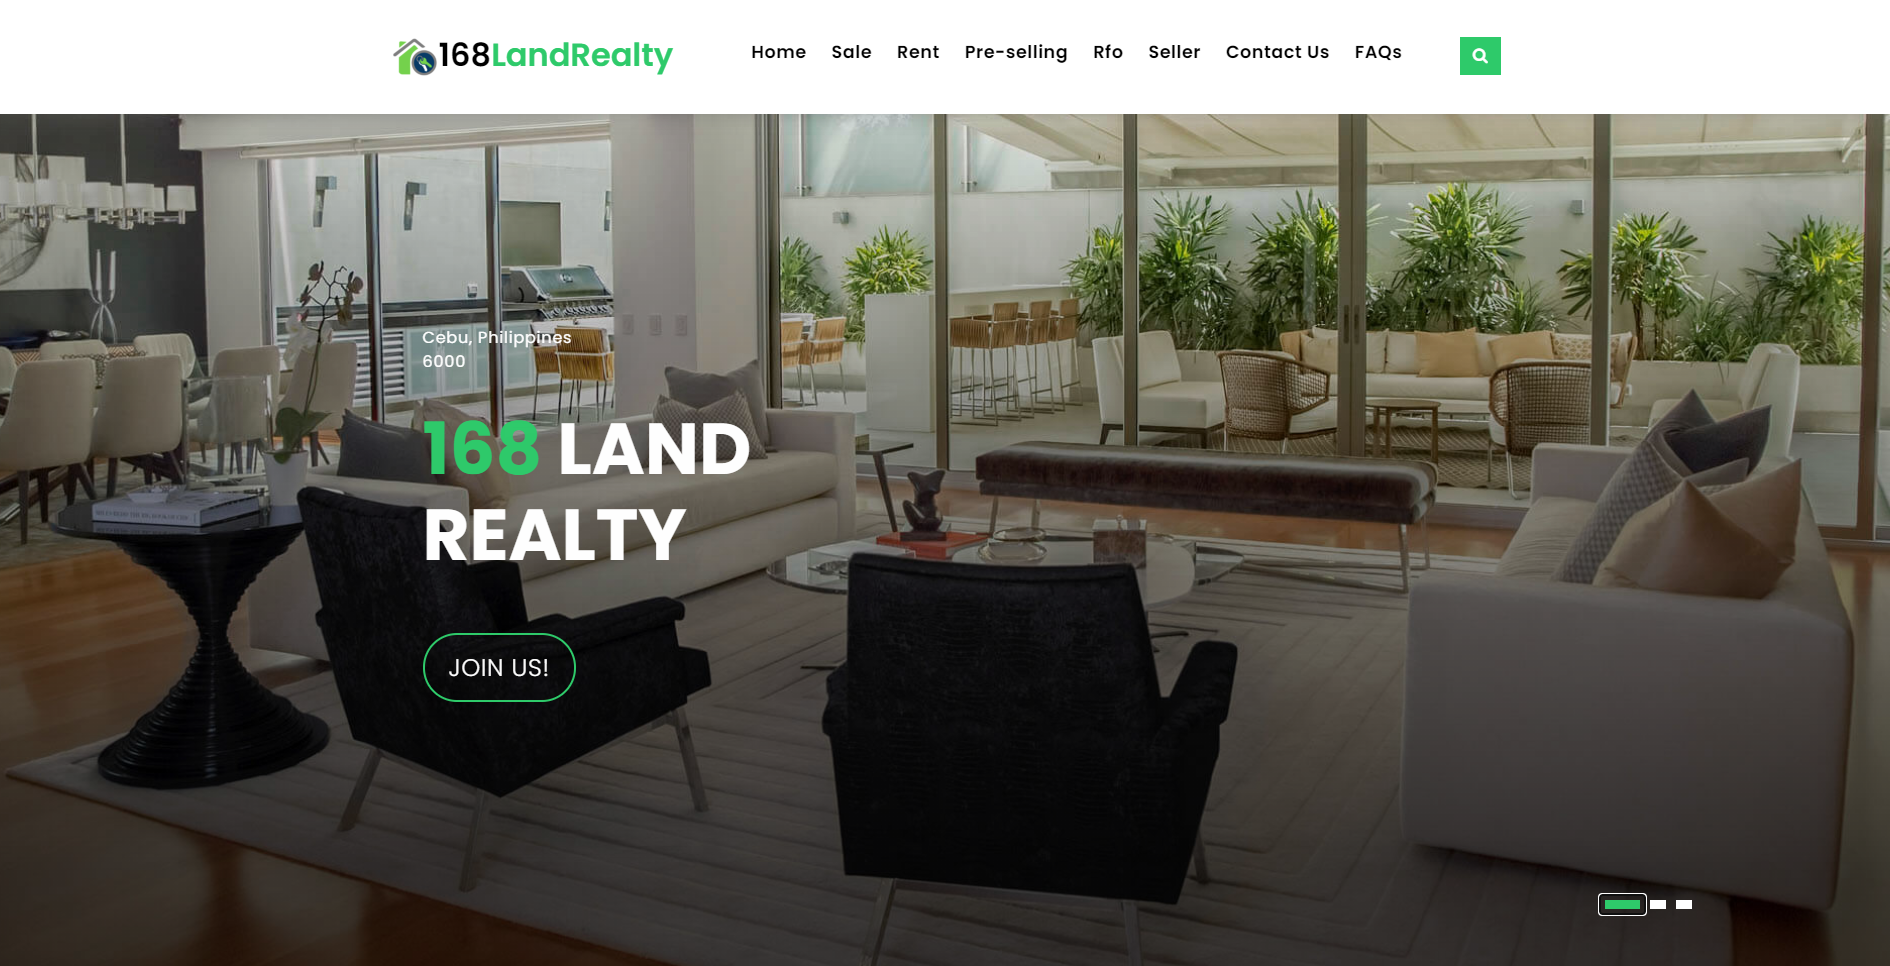 168LandRealty
Home Sale Rent Pre-selling Rfo Seller Contact Us FAQs
Cebu, Philippines
6000
168 LAND
REALTY
JOIN US!